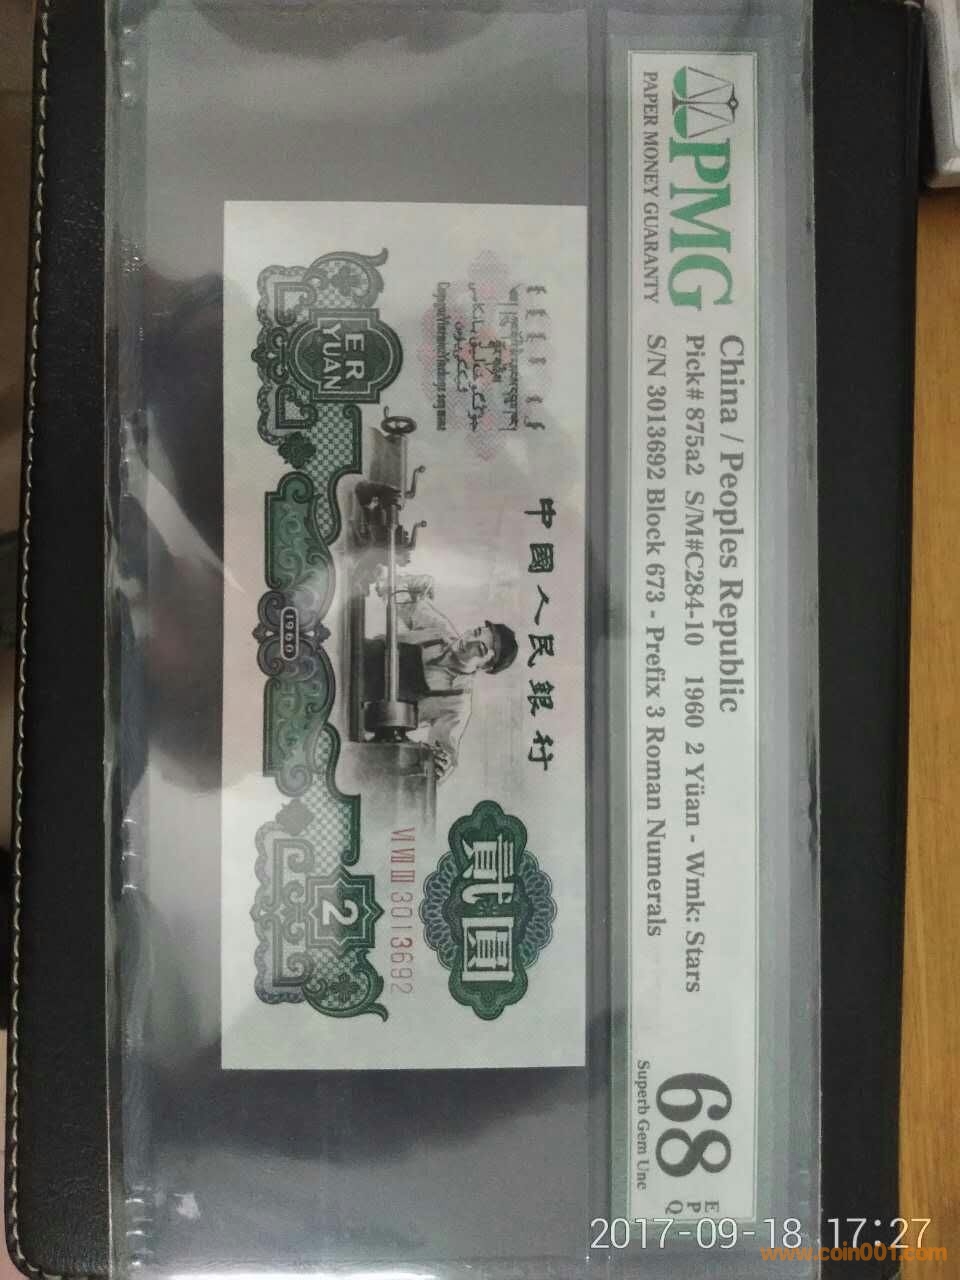 PMG
PAPER MONEY GUARANTY
China / Peoples Republic
Pick# 875a2 S/M#C284-10 1960 2 Yüan - Wmk: Stars
S/N 3013692 Block 673 - Prefix 3 Roman Numerals
68
EPQ
Superb Gem Unc
中國人民銀行
貳圓
VI VII III 3013692
ER
YUAN
1960
2
2017-09-18 17:27
www.coin001.com